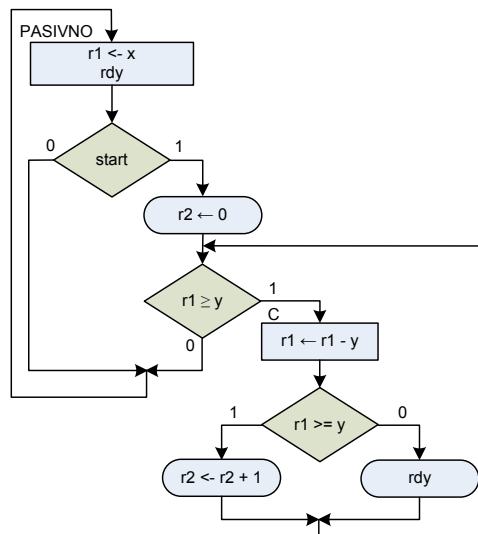 PASIVNO
r1 <- x
rdy
0
start
1
r2 ← 0
r1 ≥ y
1
0
C
r1 ← r1 - y
1
r1 >= y
0
r2 <- r2 + 1
rdy